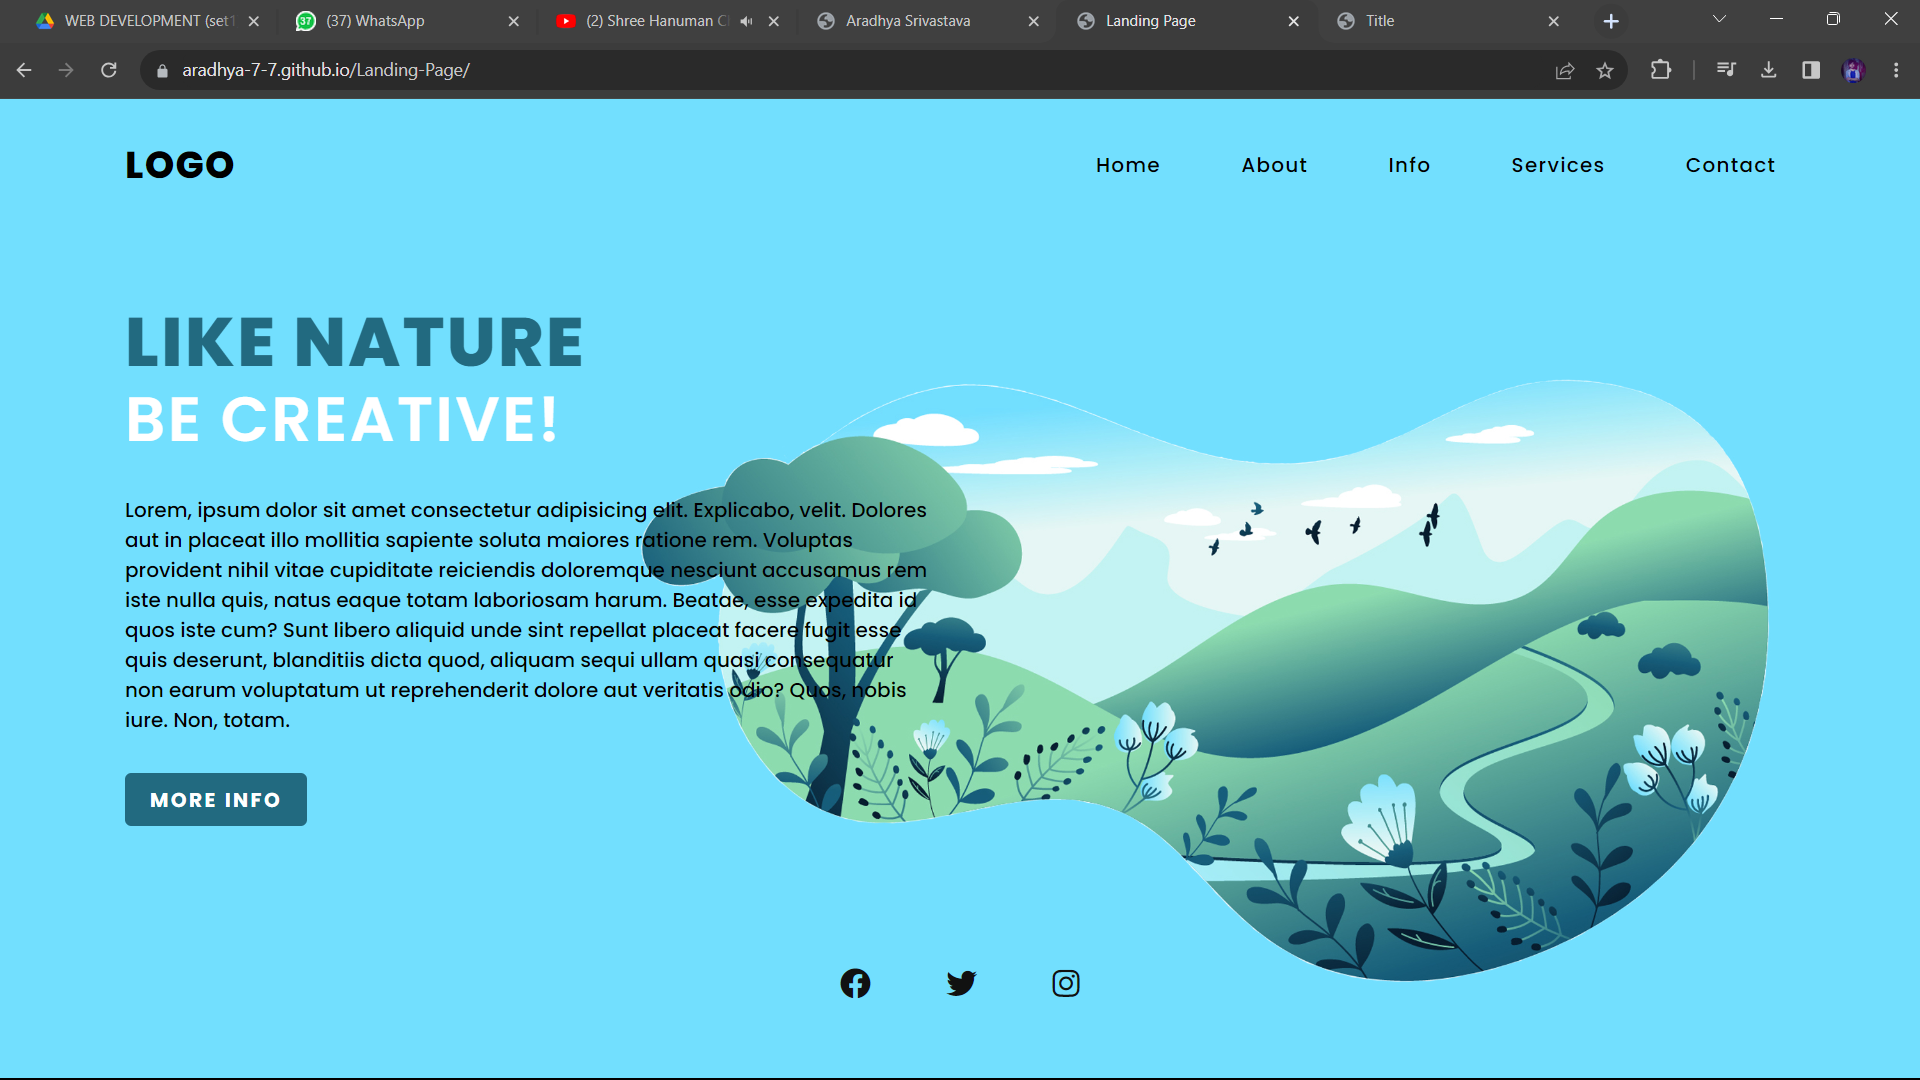 WEB DEVELOPMENT (set1
37 (37) WhatsApp
(2) Shree Hanuman C
Aradhya Srivastava
Landing Page
Title
aradhya-7-7.github.io/Landing-Page/
LOGO
Home About Info Services Contact
LIKE NATURE
BE CREATIVE!
Lorem, ipsum dolor sit amet consectetur adipisicing elit. Explicabo, velit. Dolores
aut in placeat illo mollitia sapiente soluta maiores ratione rem. Voluptas
provident nihil vitae cupiditate reiciendis doloremque nesciunt accusamus rem
iste nulla quis, natus eaque totam laboriosam harum. Beatae, esse expedita id
quos iste cum? Sunt libero aliquid unde sint repellat placeat facere fugit esse
quis deserunt, blanditiis dicta quod, aliquam sequi ullam quasi consequatur
non earum voluptatum ut reprehenderit dolore aut veritatis odio? Quos, nobis
iure. Non, totam.
MORE INFO